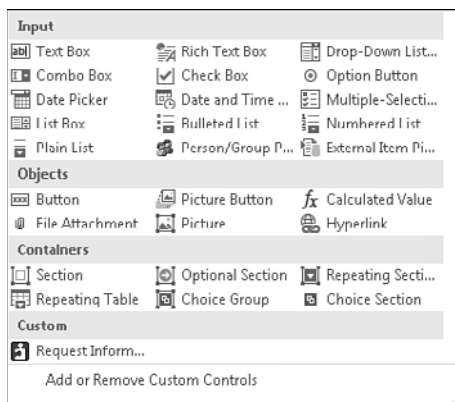 Input
Text Box Rich Text Box Drop-Down List...
Combo Box Check Box Option Button
Date Picker Date and Time ... Multiple-Selecti...
List Box Bulleted List Numbered List
Plain List Person/Group P... External Item Pi...
Objects
Button Picture Button fx Calculated Value
File Attachment Picture Hyperlink
Containers
Section Optional Section Repeating Secti...
Repeating Table Choice Group Choice Section
Custom
Request Inform...
Add or Remove Custom Controls